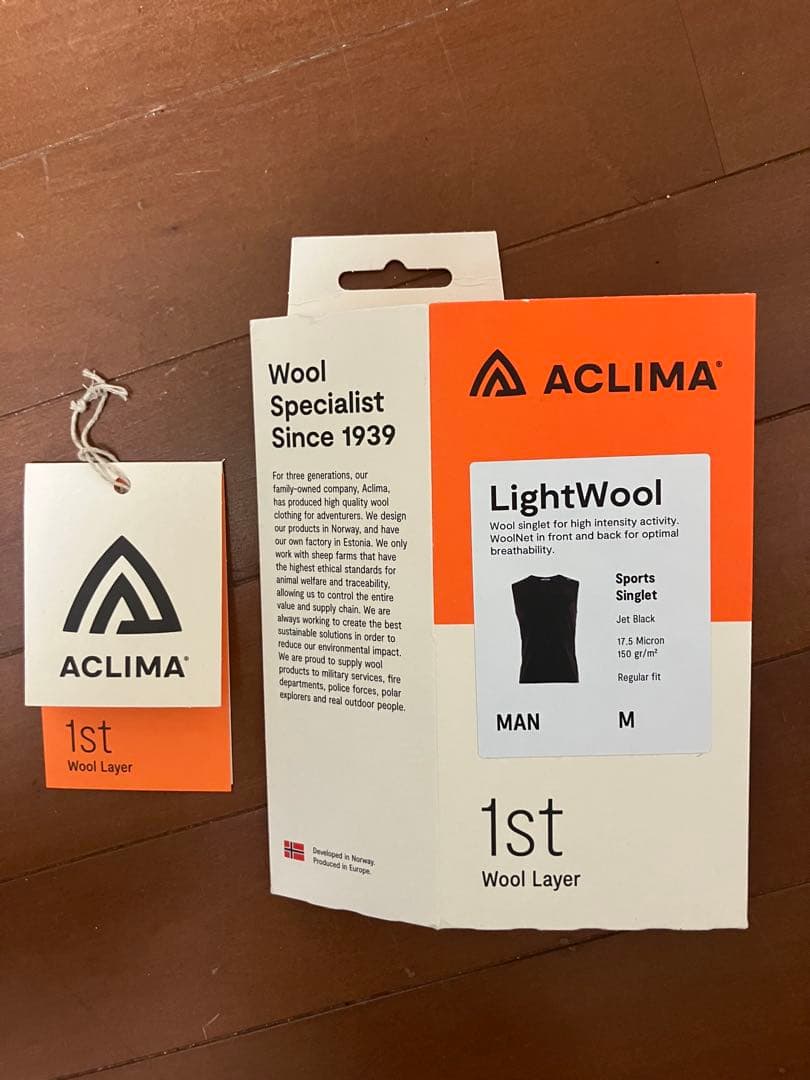 ACLIMA®
1st
Wool Layer
Wool
Specialist
Since 1939
For three generations, our
family-owned company, Aclima,
has produced high quality wool
clothing for adventurers. We design
our products in Norway, and have
our own factory in Estonia. We only
work with sheep farms that have
the highest ethical standards for
animal welfare and traceability,
allowing us to control the entire
value and supply chain. We are
always working to create the best
sustainable solutions in order to
reduce our environmental impact.
We are proud to supply wool
products to military services, fire
departments, police forces, polar
explorers and real outdoor people.
Developed in Norway.
Produced in Europe.
ACLIMA®
LightWool
Wool singlet for high intensity activity.
WoolNet in front and back for optimal
breathability.
Sports
Singlet
Jet Black
17.5 Micron
150 gr/m²
Regular fit
MAN M
1st
Wool Layer